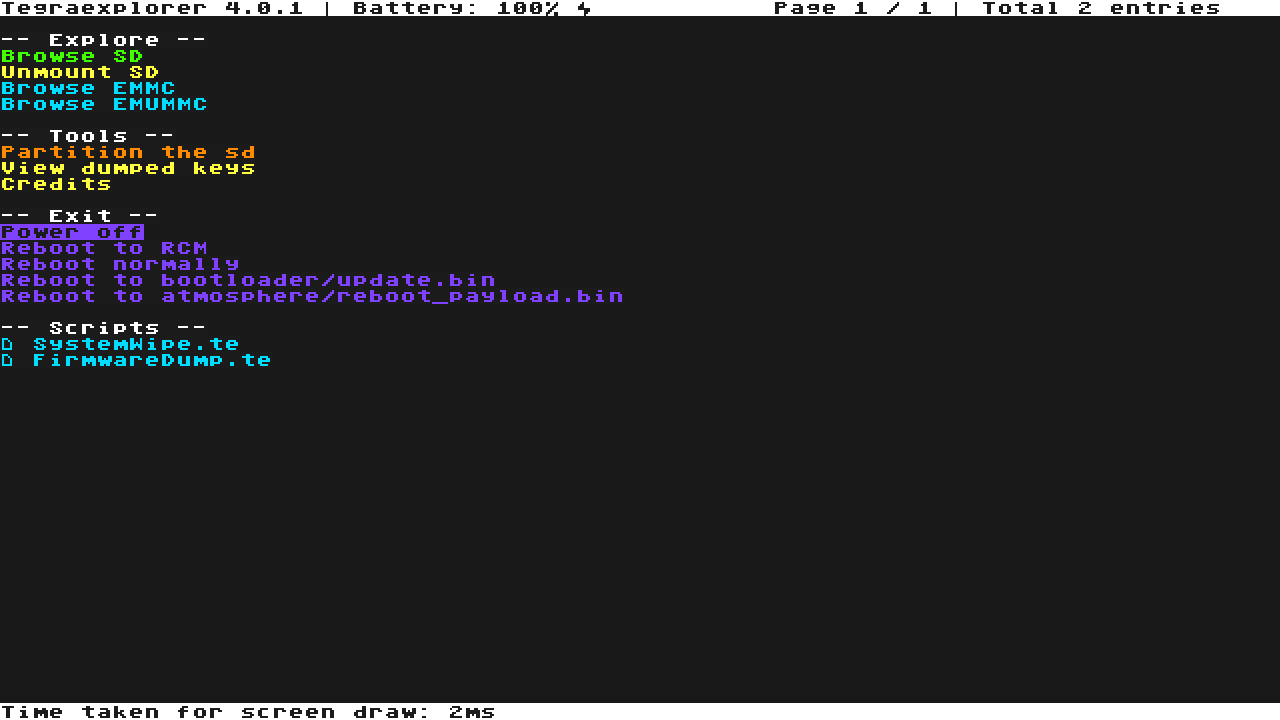 Tegraexplorer 4.0.1 | Battery: 100% ϟ Page 1 / 1 | Total 2 entries
-- Explore --
Browse SD
Unmount SD
Browse EMMC
Browse EMUMMC
-- Tools --
Partition the sd
View dumped keys
Credits
-- Exit --
Power off
Reboot to RCM
Reboot normally
Reboot to bootloader/update.bin
Reboot to atmosphere/reboot_payload.bin
-- Scripts --
SystemWipe.te
FirmwareDump.te
Time taken for screen draw: 2ms